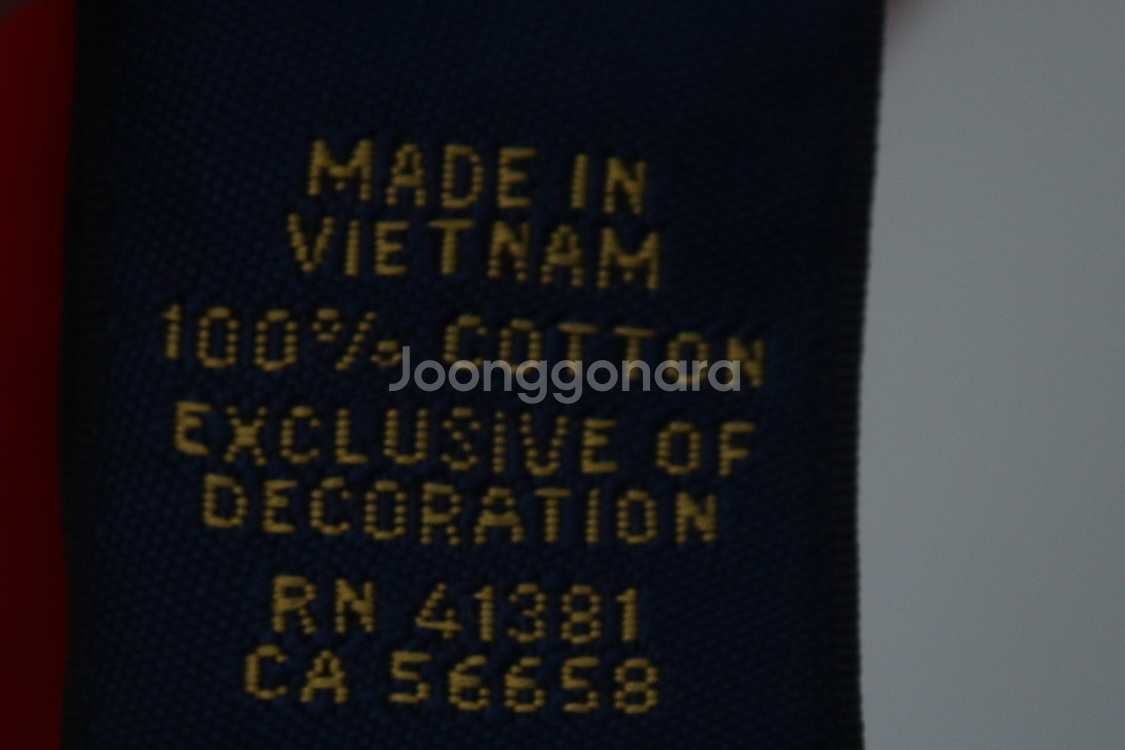 MADE IN
VIETNAM
100% COTTON
Joonggonara
EXCLUSIVE OF
DECORATION
RN 41381
CA 56658